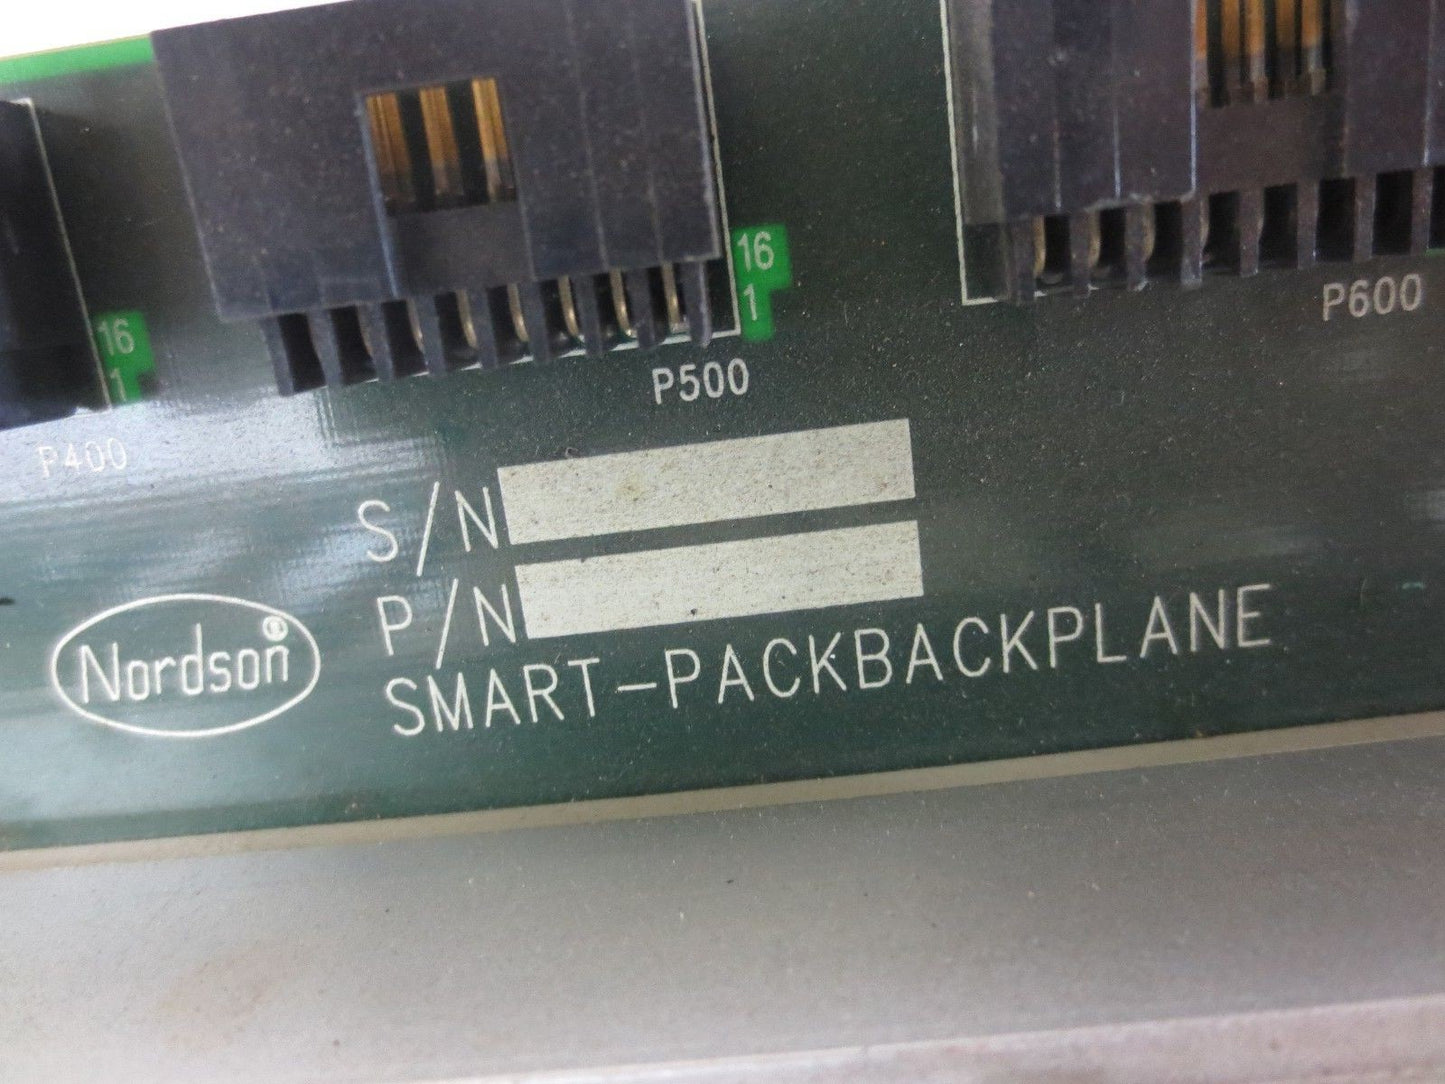 16
1
P500
16
1
P600
P400
S/N
P/N
Nordson®
SMART-PACKBACKPLANE